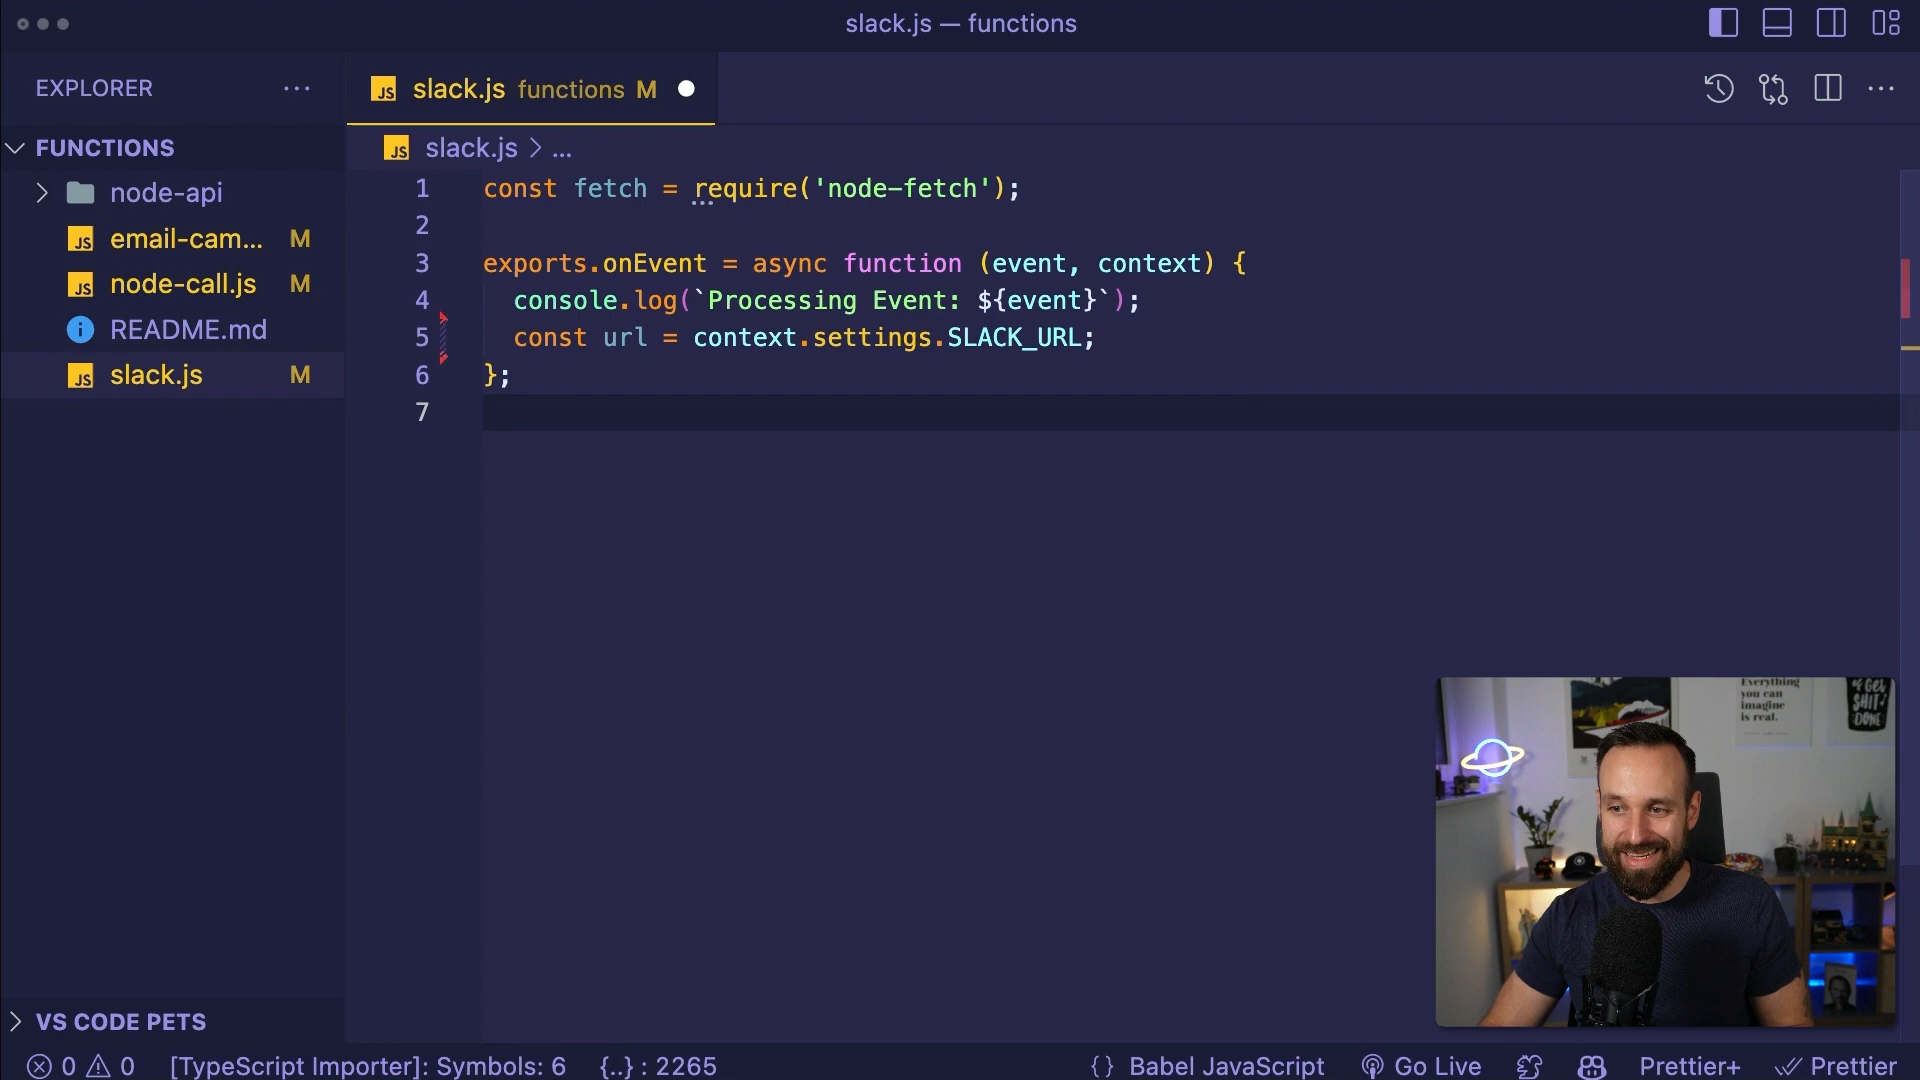 slack.js — functions
EXPLORER
slack.js functions M
FUNCTIONS
node-api
email-cam... M
node-call.js M
README.md
slack.js M
slack.js > ...
1 const fetch = require('node-fetch');
2
3 exports.onEvent = async function (event, context) {
4 console.log(`Processing Event: ${event}`);
5 const url = context.settings.SLACK_URL;
6 };
7
Everything
you can
imagine
is real.
& Get
SHIT
DONE
VS CODE PETS
0 0 [TypeScript Importer]: Symbols: 6 {..} : 2265
{} Babel JavaScript Go Live Prettier+ Prettier